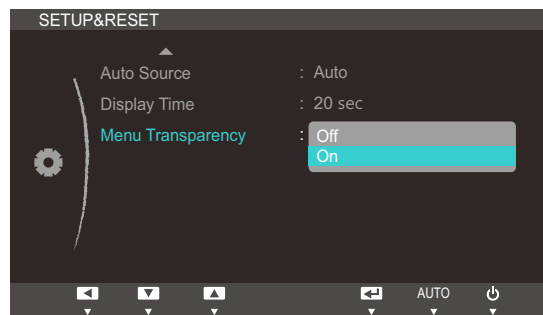 SETUP&RESET
Auto Source : Auto
Display Time : 20 sec
Menu Transparency : Off
On
AUTO